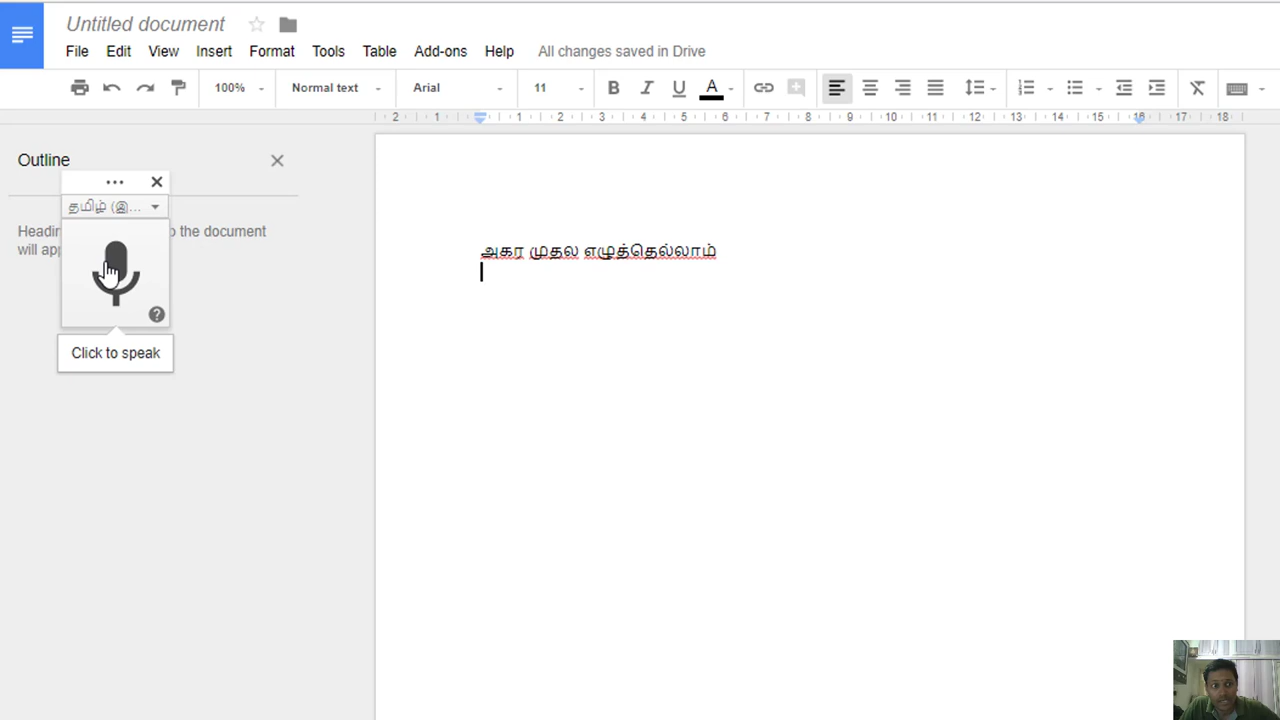 Untitled document
File Edit View Insert Format Tools Table Add-ons Help All changes saved in Drive
100% Normal text Arial 11 B I U A
2 1 1 2 3 4 5 6 7 8 9 10 11 12 13 14 15 16 17 18
Outline
தமிழ் (இ...
Headin to the document
will app
அகர முதல எழுத்தெல்லாம்
?
Click to speak